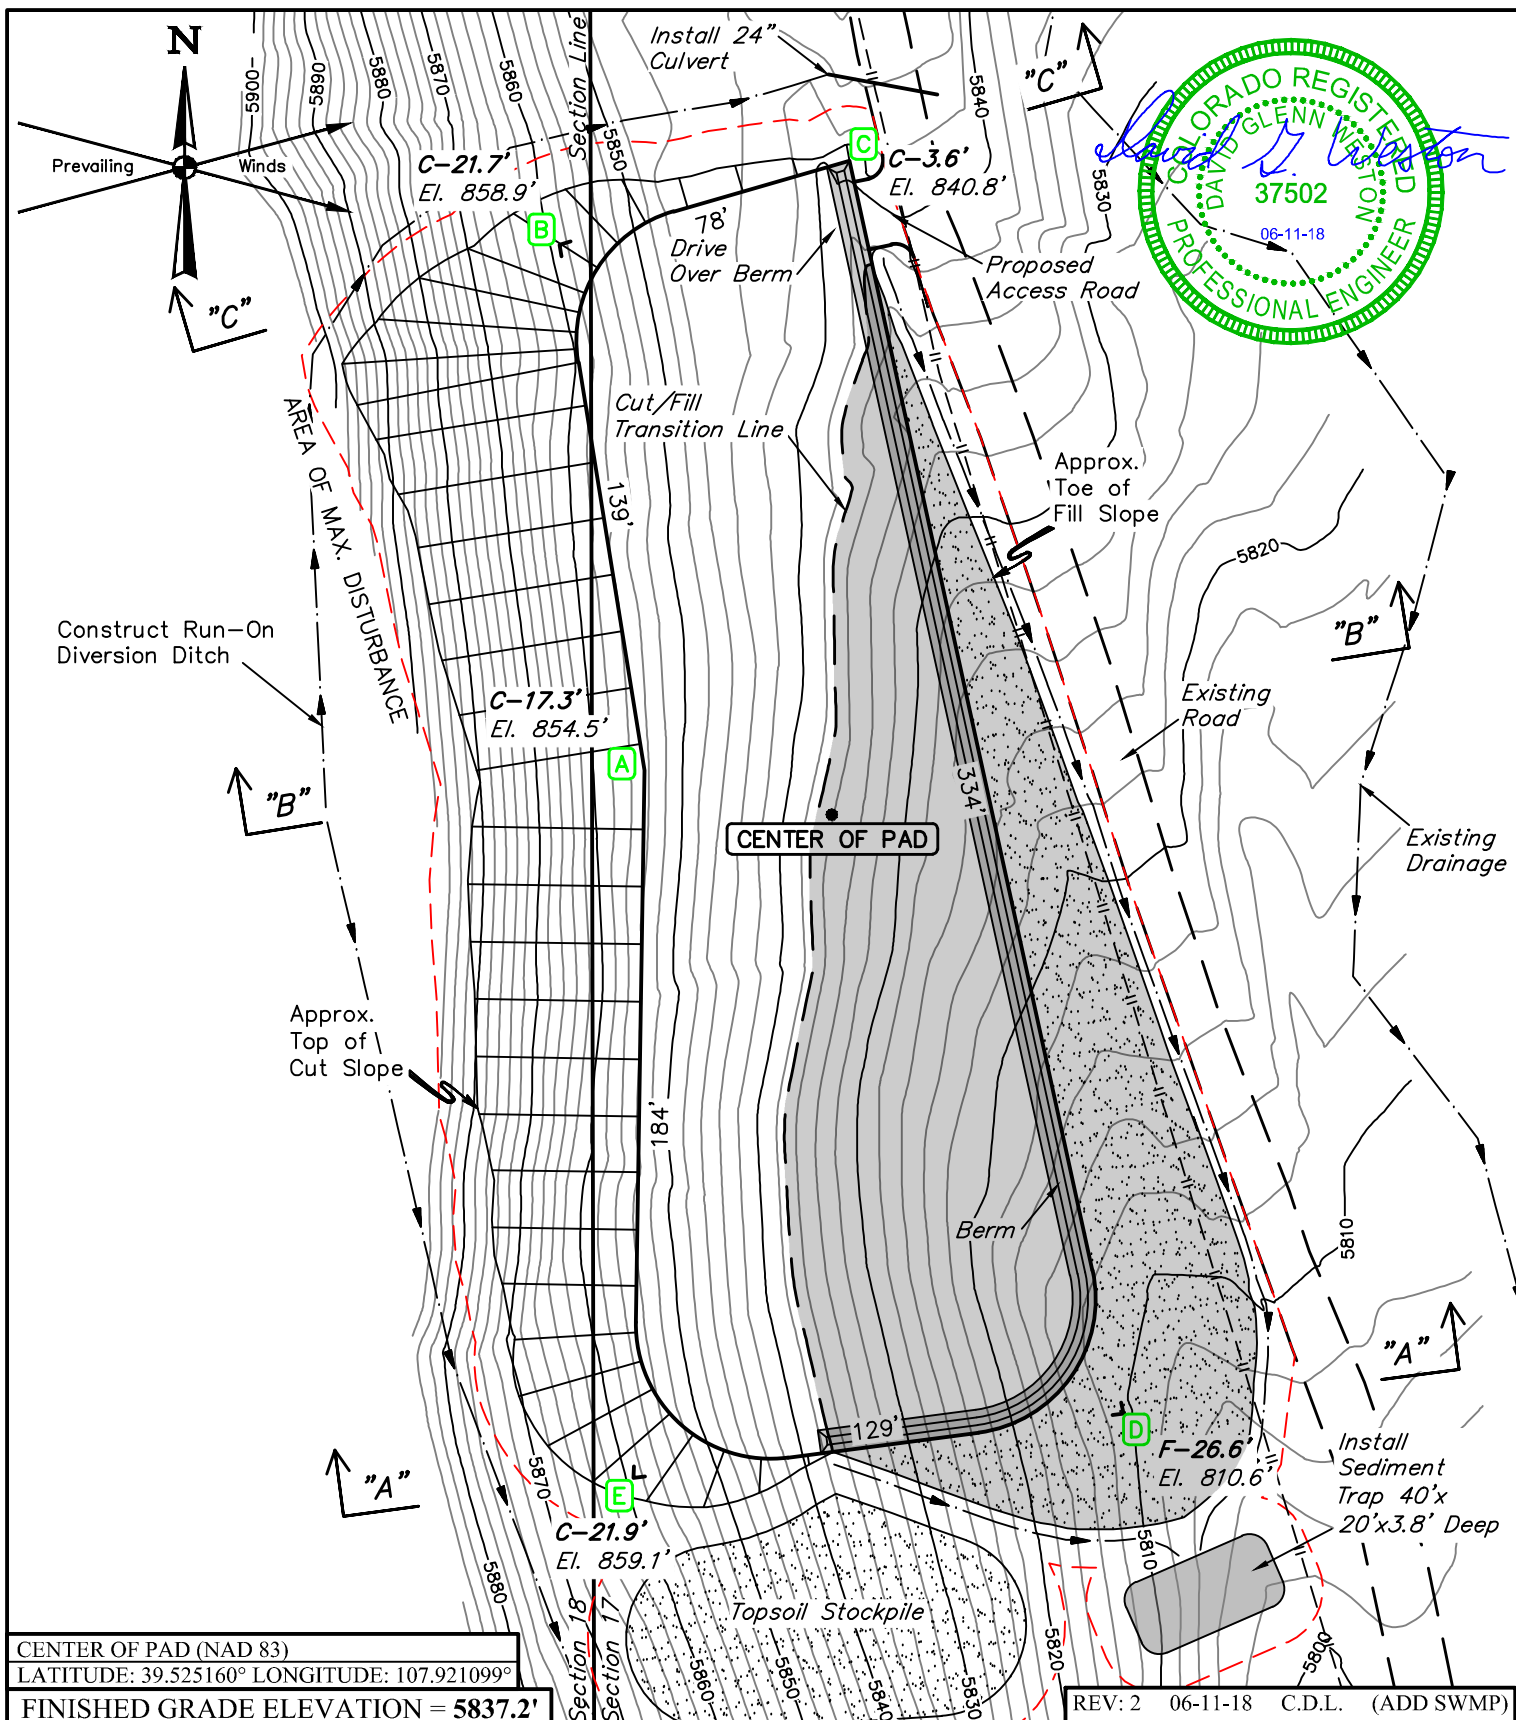 N
Prevailing Winds
"C"
5900
5890
5880
5870
5860
Section Line
5850
Install 24"
Culvert
5840
"C"
5830
COLORADO REGISTERED
DAVID GLENN WESTON
37502
06-11-18
PROFESSIONAL ENGINEER
David G. Weston
C-21.7'
El. 858.9'
B
C
C-3.6'
El. 840.8'
78'
Drive
Over Berm
Proposed
Access Road
AREA OF MAX. DISTURBANCE
Cut/Fill
Transition Line
139'
Approx.
Toe of
Fill Slope
5820
Construct Run-On
Diversion Ditch
"B"
"B"
C-17.3'
El. 854.5'
A
Existing
Road
334'
CENTER OF PAD
Existing
Drainage
Approx.
Top of
Cut Slope
184'
Berm
5810
"A"
"A"
129'
D
F-26.6'
El. 810.6'
Install
Sediment
Trap 40'x
20'x3.8' Deep
5870
E
C-21.9'
El. 859.1'
5880
5810
Topsoil Stockpile
Section 18
Section 17
5860
5850
5840
5830
5820
5800
CENTER OF PAD (NAD 83)
LATITUDE: 39.525160° LONGITUDE: 107.921099°
FINISHED GRADE ELEVATION = 5837.2'
REV: 2 06-11-18 C.D.L. (ADD SWMP)